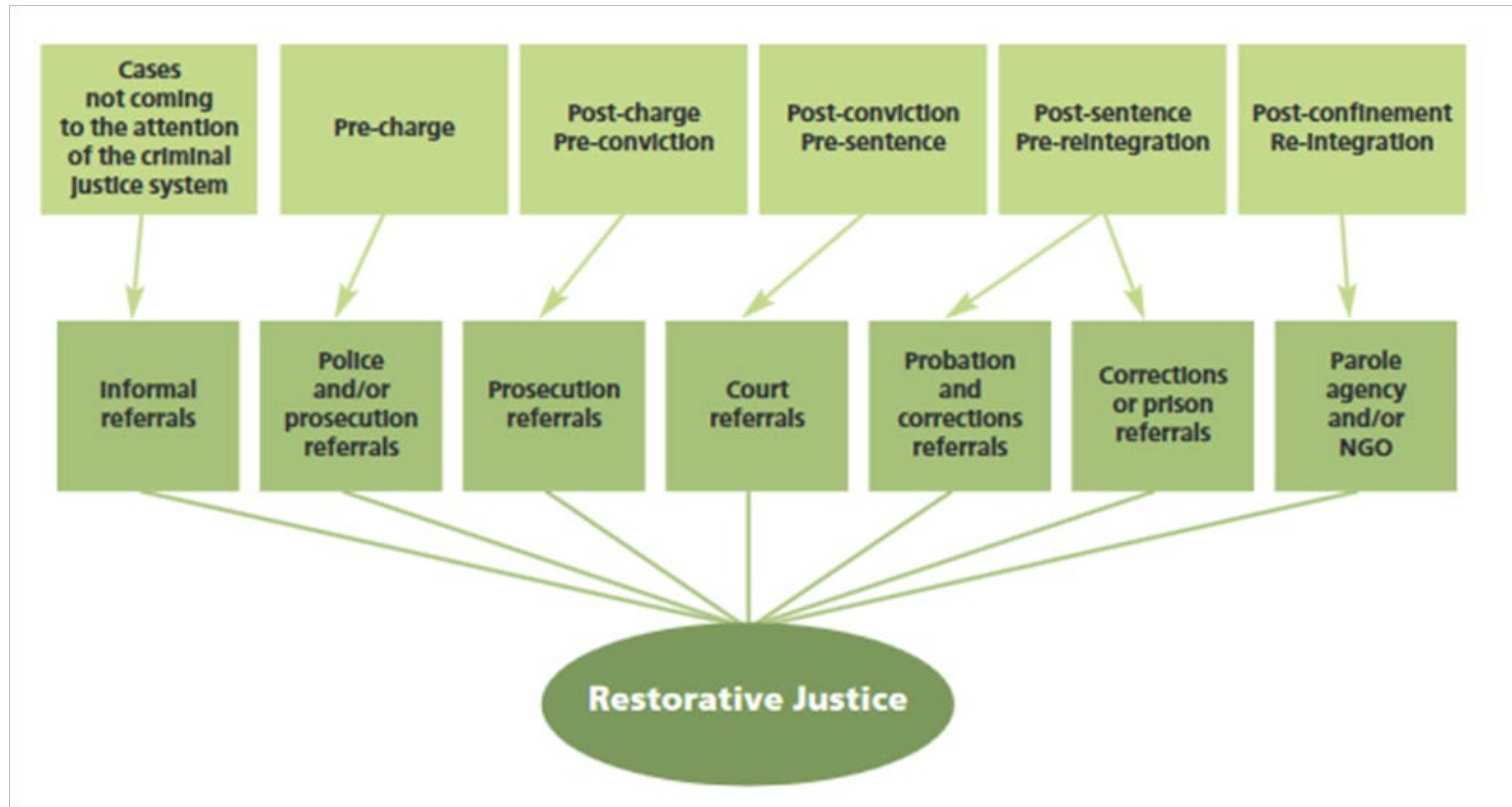 Cases
not coming
to the attention
of the criminal
justice system
Pre-charge
Post-charge
Pre-conviction
Post-conviction
Pre-sentence
Post-sentence
Pre-reintegration
Post-confinement
Re-integration
Informal
referrals
Police
and/or
prosecution
referrals
Prosecution
referrals
Court
referrals
Probation
and
corrections
referrals
Corrections
or prison
referrals
Parole
agency
and/or
NGO
Restorative Justice